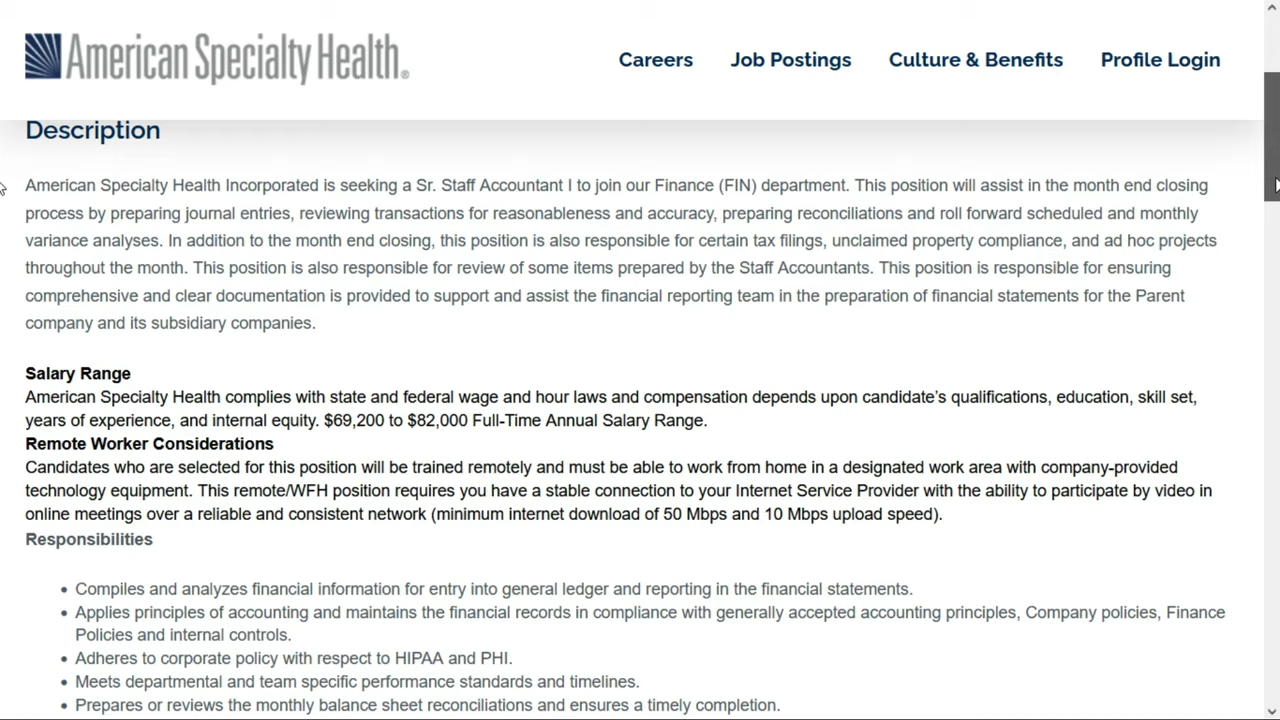 American Specialty Health®
Careers
Job Postings
Culture & Benefits
Profile Login
Description
American Specialty Health Incorporated is seeking a Sr. Staff Accountant I to join our Finance (FIN) department. This position will assist in the month end closing
process by preparing journal entries, reviewing transactions for reasonableness and accuracy, preparing reconciliations and roll forward scheduled and monthly
variance analyses. In addition to the month end closing, this position is also responsible for certain tax filings, unclaimed property compliance, and ad hoc projects
throughout the month. This position is also responsible for review of some items prepared by the Staff Accountants. This position is responsible for ensuring
comprehensive and clear documentation is provided to support and assist the financial reporting team in the preparation of financial statements for the Parent
company and its subsidiary companies.
Salary Range
American Specialty Health complies with state and federal wage and hour laws and compensation depends upon candidate’s qualifications, education, skill set,
years of experience, and internal equity. $69,200 to $82,000 Full-Time Annual Salary Range.
Remote Worker Considerations
Candidates who are selected for this position will be trained remotely and must be able to work from home in a designated work area with company-provided
technology equipment. This remote/WFH position requires you have a stable connection to your Internet Service Provider with the ability to participate by video in
online meetings over a reliable and consistent network (minimum internet download of 50 Mbps and 10 Mbps upload speed).
Responsibilities
• Compiles and analyzes financial information for entry into general ledger and reporting in the financial statements.
• Applies principles of accounting and maintains the financial records in compliance with generally accepted accounting principles, Company policies, Finance
Policies and internal controls.
• Adheres to corporate policy with respect to HIPAA and PHI.
• Meets departmental and team specific performance standards and timelines.
• Prepares or reviews the monthly balance sheet reconciliations and ensures a timely completion.